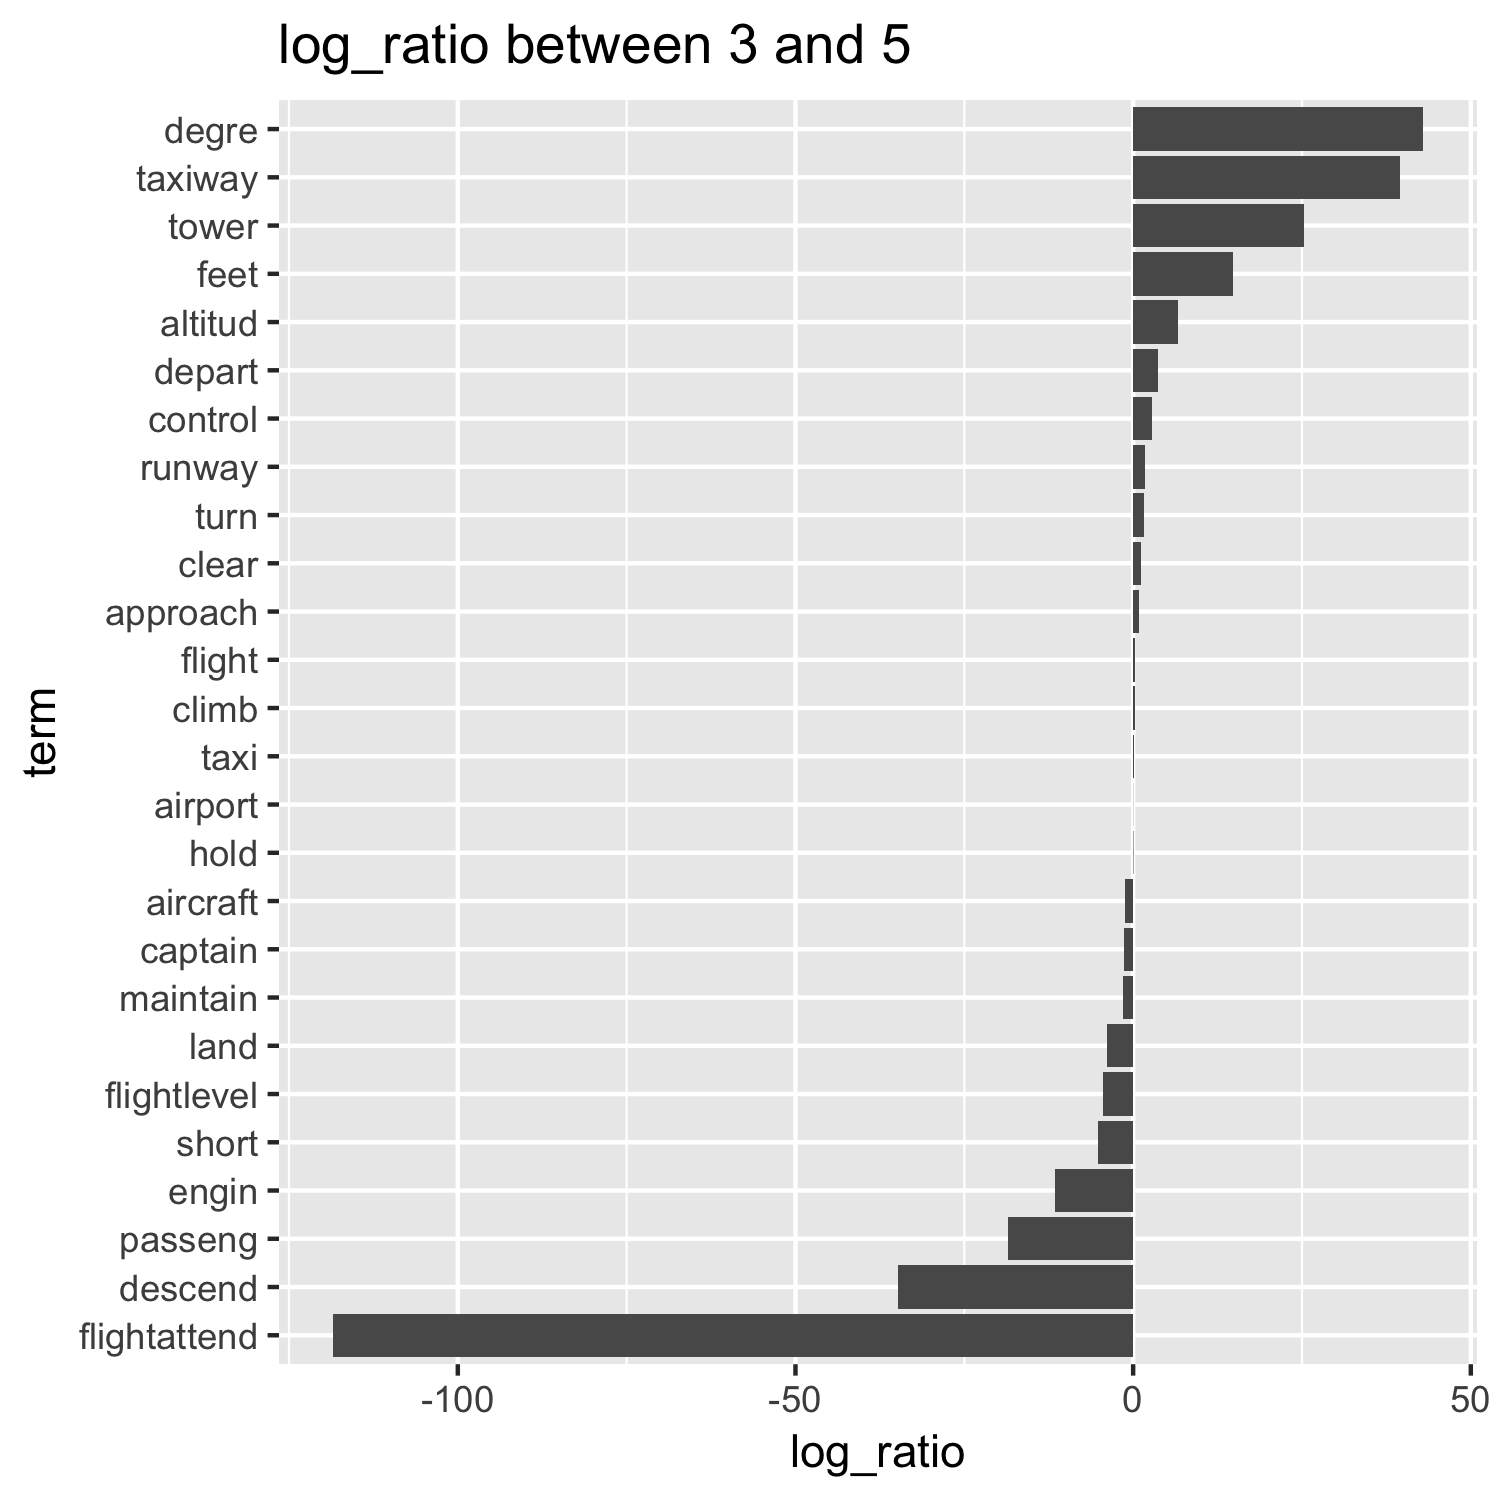 log_ratio between 3 and 5
degre
taxiway
tower
feet
altitud
depart
control
runway
turn
clear
approach
flight
climb
taxi
airport
hold
aircraft
captain
maintain
land
flightlevel
short
engin
passeng
descend
flightattend
term
-100 -50 0 50
log_ratio